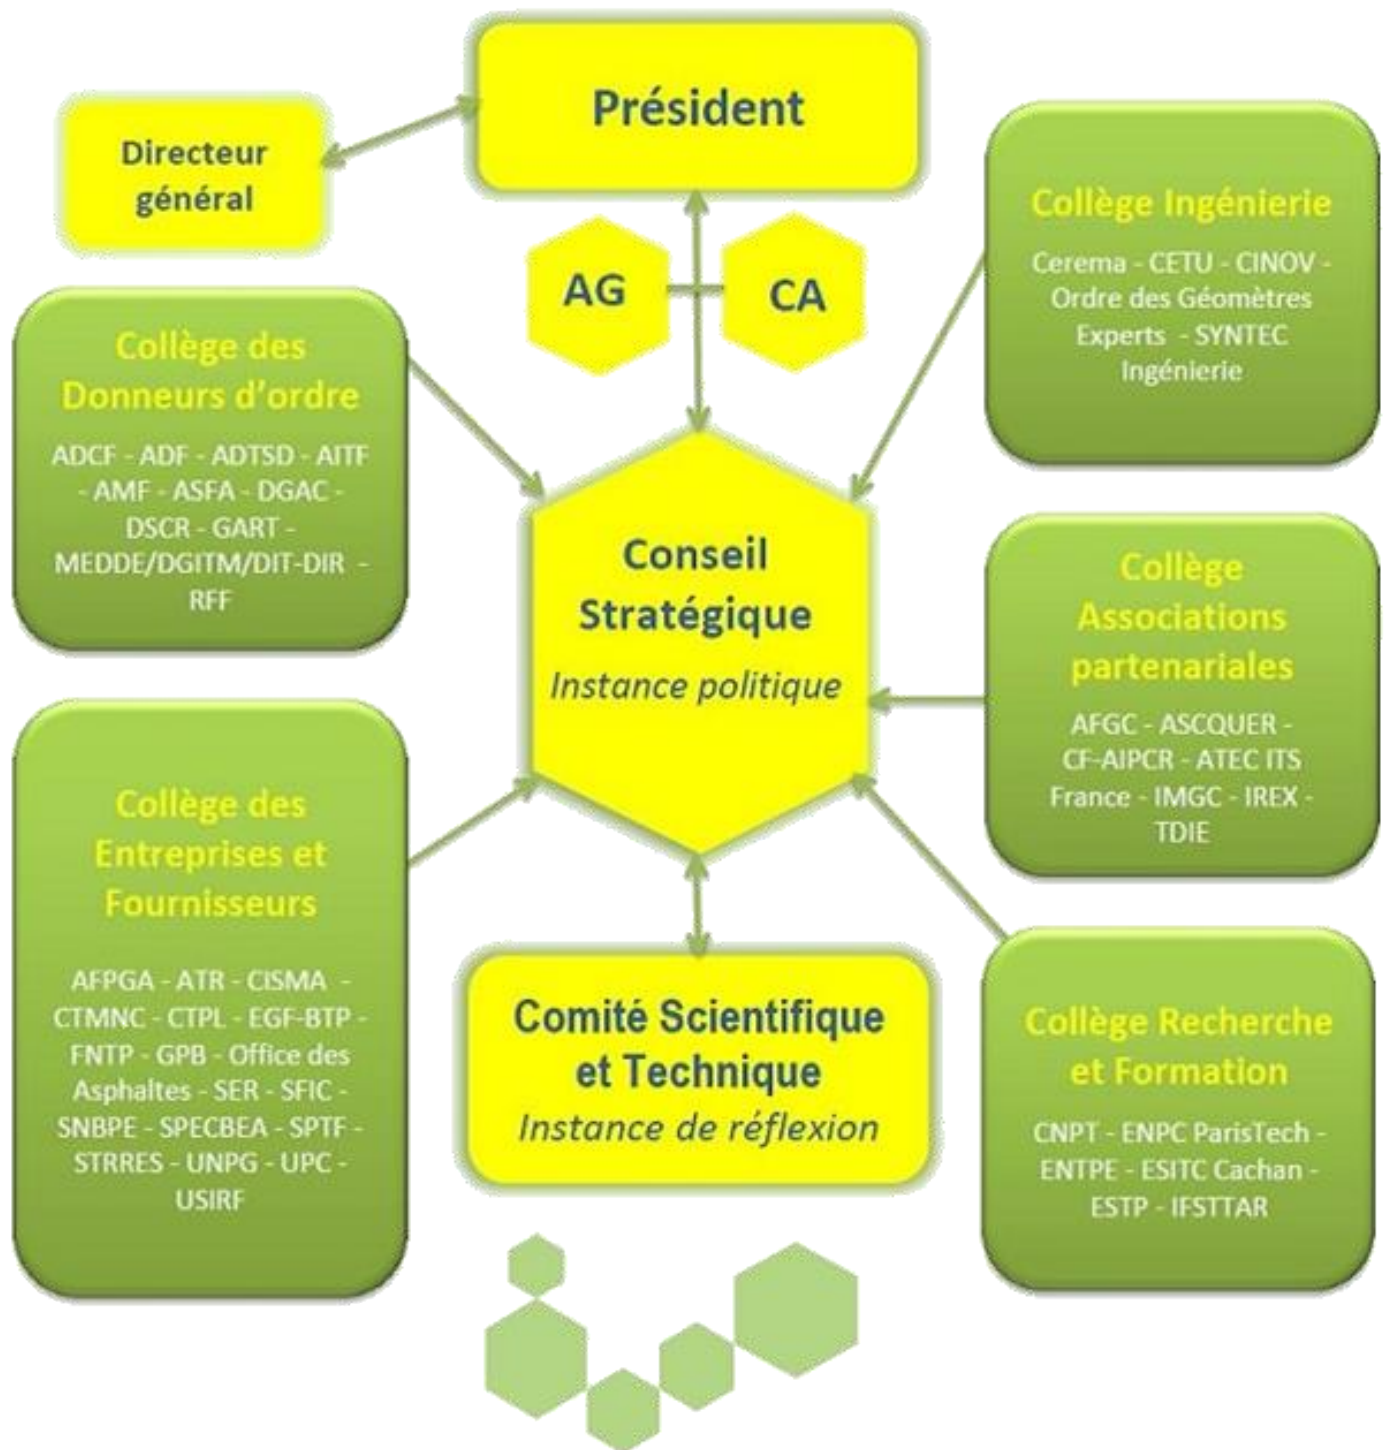 Président
Directeur
général
AG
CA
Collège Ingénierie
Cerema - CETU - CINOV -
Ordre des Géomètres
Experts - SYNTEC
Ingénierie
Collège des
Donneurs d’ordre
ADCF - ADF - ADTSD - AITF
- AMF - ASFA - DGAC -
DSCR - GART -
MEDDE/DGITM/DIT-DIR -
RFF
Conseil
Stratégique
Instance politique
Collège
Associations
partenariales
AFGC - ASCQUER -
CF-AIPCR - ATEC ITS
France - IMGC - IREX -
TDIE
Collège des
Entreprises et
Fournisseurs
AFPGA - ATR - CISMA -
CTMNC - CTPL - EGF-BTP -
FNTP - GPB - Office des
Asphaltes - SER - SFIC -
SNBPE - SPECBEA - SPTF -
STRRES - UNPG - UPC -
USIRF
Comité Scientifique
et Technique
Instance de réflexion
Collège Recherche
et Formation
CNPT - ENPC ParisTech -
ENTPE - ESITC Cachan -
ESTP - IFSTTAR